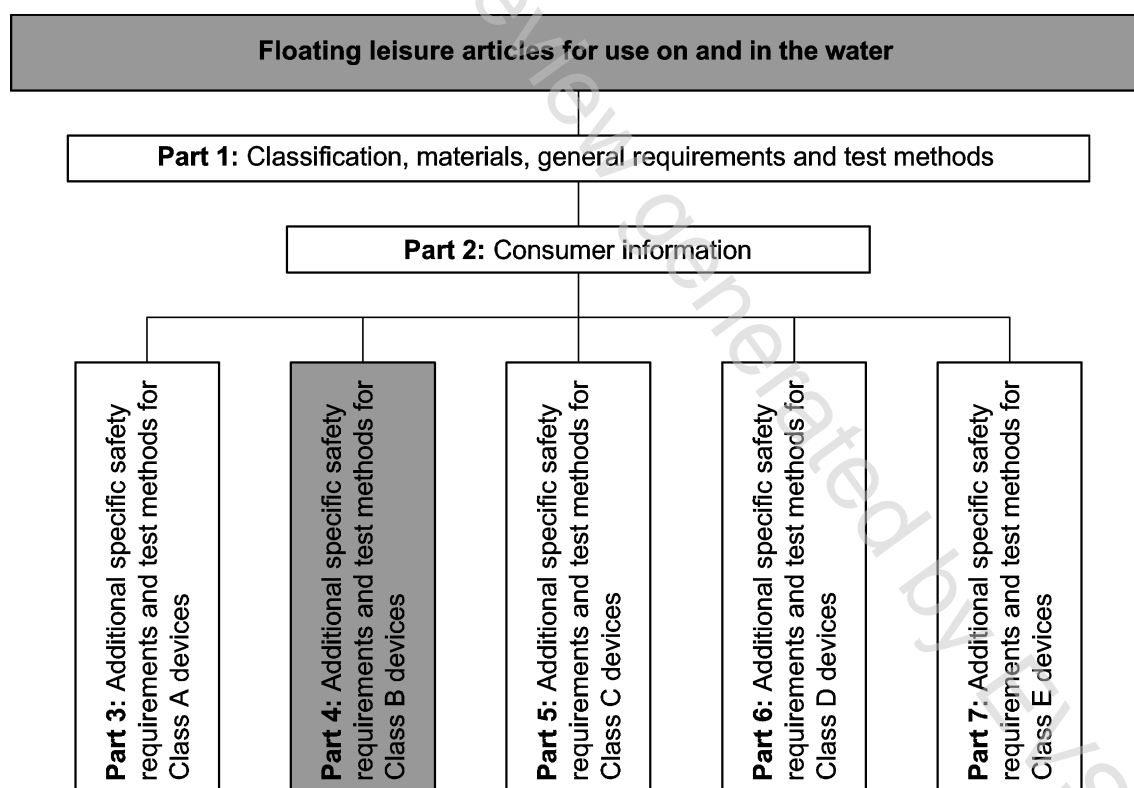 Floating leisure articles for use on and in the water
Part 1: Classification, materials, general requirements and test methods
Part 2: Consumer information
Part 3: Additional specific safety
requirements and test methods for
Class A devices
Part 4: Additional specific safety
requirements and test methods for
Class B devices
Part 5: Additional specific safety
requirements and test methods for
Class C devices
Part 6: Additional specific safety
requirements and test methods for
Class D devices
Part 7: Additional specific safety
requirements and test methods for
Class E devices
generated by EVS